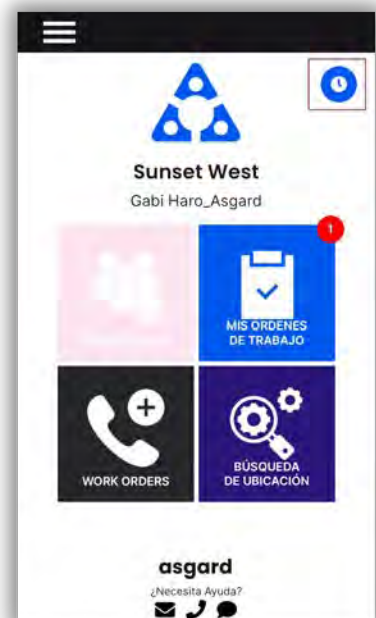 Sunset West
Gabi Haro_Asgard
1
MIS ORDENES
DE TRABAJO
WORK ORDERS
BÚSQUEDA
DE UBICACIÓN
asgard
¿Necesita Ayuda?